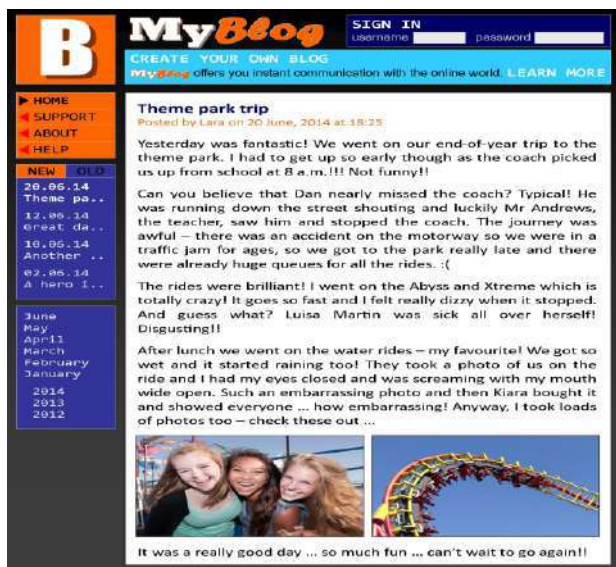 B
MyBlog
SIGN IN
username password
CREATE YOUR OWN BLOG
MyBlog offers you instant communication with the online world. LEARN MORE
HOME
SUPPORT
ABOUT
HELP
NEW OLD
20.06.14
Theme pa..
12.06.14
Great da..
10.06.14
Another ..
02.06.14
A hero I..
June
May
April
March
February
January
2014
2013
2012
Theme park trip
Posted by Lara on 20 June, 2014 at 18:25
Yesterday was fantastic! We went on our end-of-year trip to the
theme park. I had to get up so early though as the coach picked
us up from school at 8 a.m.!!! Not funny!!
Can you believe that Dan nearly missed the coach? Typical! He
was running down the street shouting and luckily Mr Andrews,
the teacher, saw him and stopped the coach. The journey was
awful – there was an accident on the motorway so we were in a
traffic jam for ages, so we got to the park really late and there
were already huge queues for all the rides. :(
The rides were brilliant! I went on the Abyss and Xtreme which is
totally crazy! It goes so fast and I felt really dizzy when it stopped.
And guess what? Luisa Martin was sick all over herself!
Disgusting!!
After lunch we went on the water rides – my favourite! We got so
wet and it started raining too! They took a photo of us on the
ride and I had my eyes closed and was screaming with my mouth
wide open. Such an embarrassing photo and then Kiara bought it
and showed everyone ... how embarrassing! Anyway, I took loads
of photos too – check these out ...
It was a really good day ... so much fun ... can't wait to go again!!